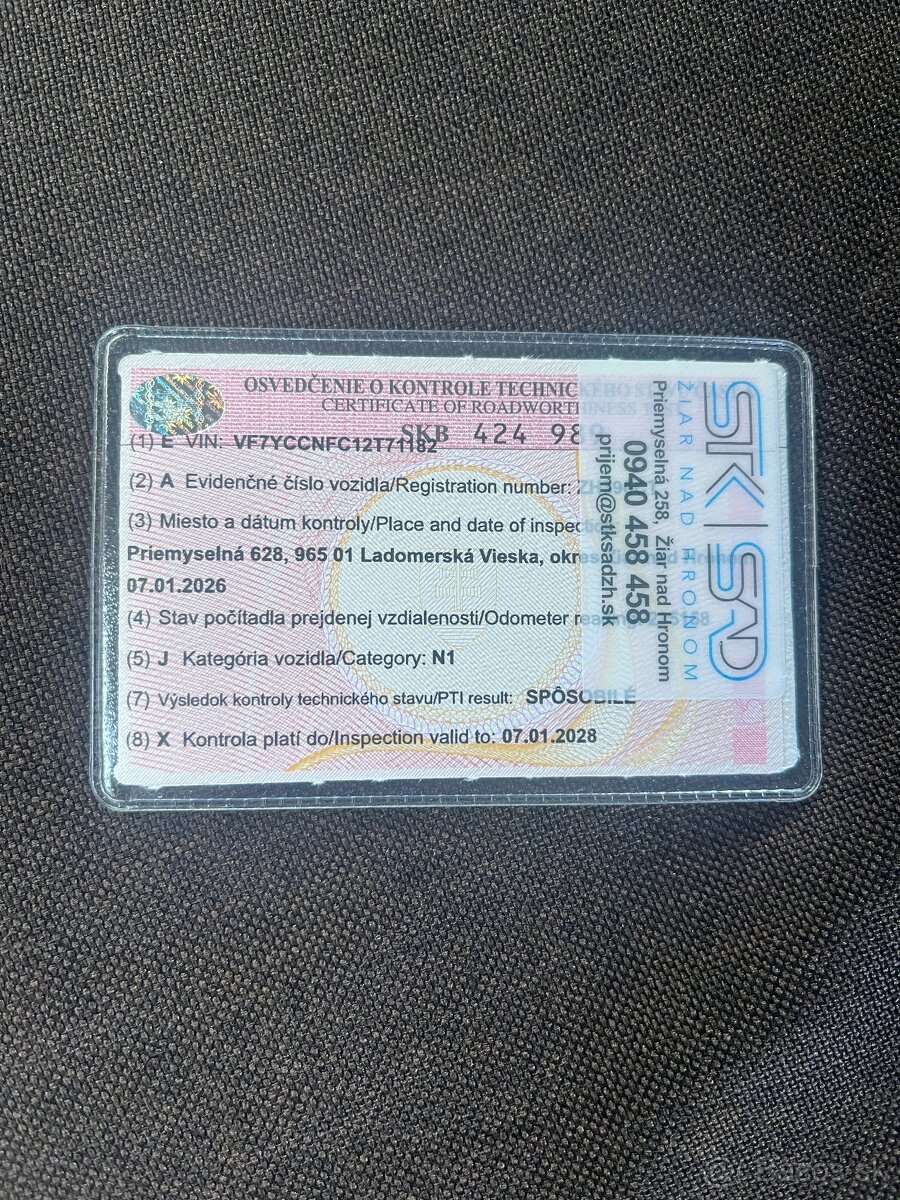 OSVEDČENIE O KONTROLE TECHNICKÉHO
CERTIFICATE OF ROADWORTHINESS
SKB 424 989
(1) E VIN: VF7YCCNFC12T71182
(2) A Evidenčné číslo vozidla/Registration number:
(3) Miesto a dátum kontroly/Place and date of inspection
Priemyselná 628, 965 01 Ladomerská Vieska, okres
07.01.2026
(4) Stav počítadla prejdenej vzdialenosti/Odometer reading:
(5) J Kategória vozidla/Category: N1
(7) Výsledok kontroly technického stavu/PTI result: SPÔSOBILÉ
(8) X Kontrola platí do/Inspection valid to: 07.01.2028
STK | SAD
ŽIAR NAD HRONOM
Priemyselná 258, Žiar nad Hronom
0940 458 458
prijem@stksadzh.sk